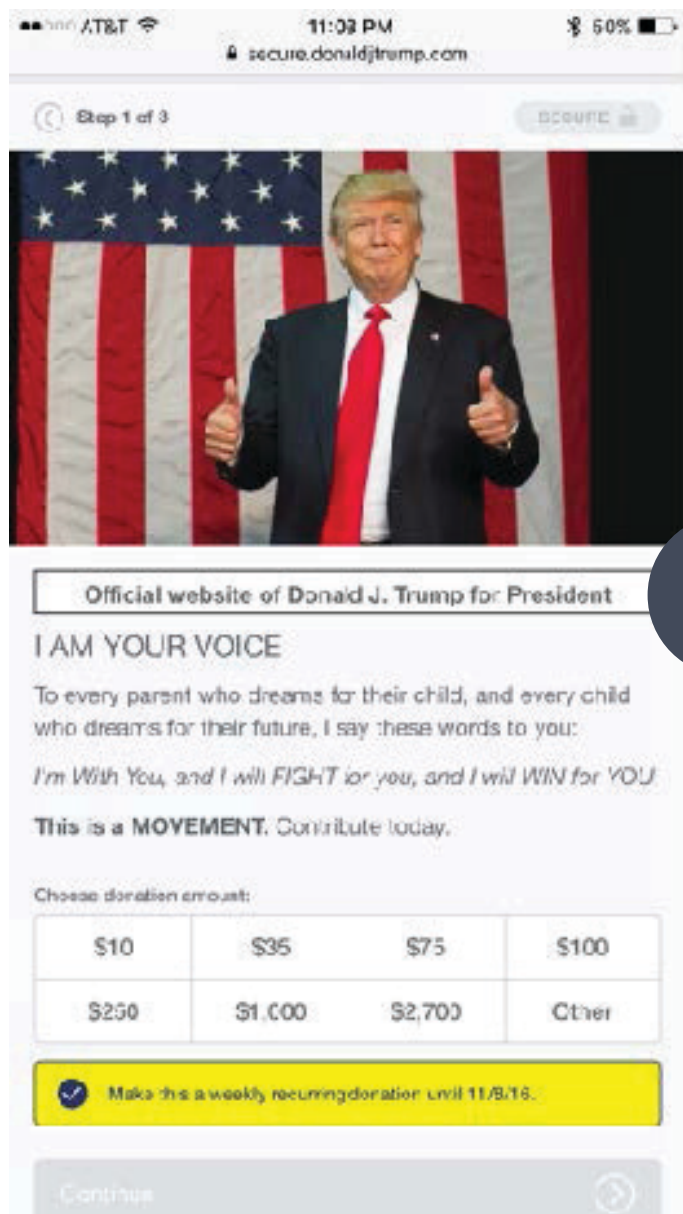 AT&T 11:03 PM 50%
secure.donaldjtrump.com
Step 1 of 3 SECURE
Official website of Donald J. Trump for President
I AM YOUR VOICE
To every parent who dreams for their child, and every child
who dreams for their future, I say these words to you:
I'm With You, and I will FIGHT for you, and I will WIN for YOU
This is a MOVEMENT. Contribute today.
Choose donation amount:
$10 $35 $75 $100
$250 $1,000 $2,700 Other
Make this a weekly recurring donation until 11/8/16.
Continue